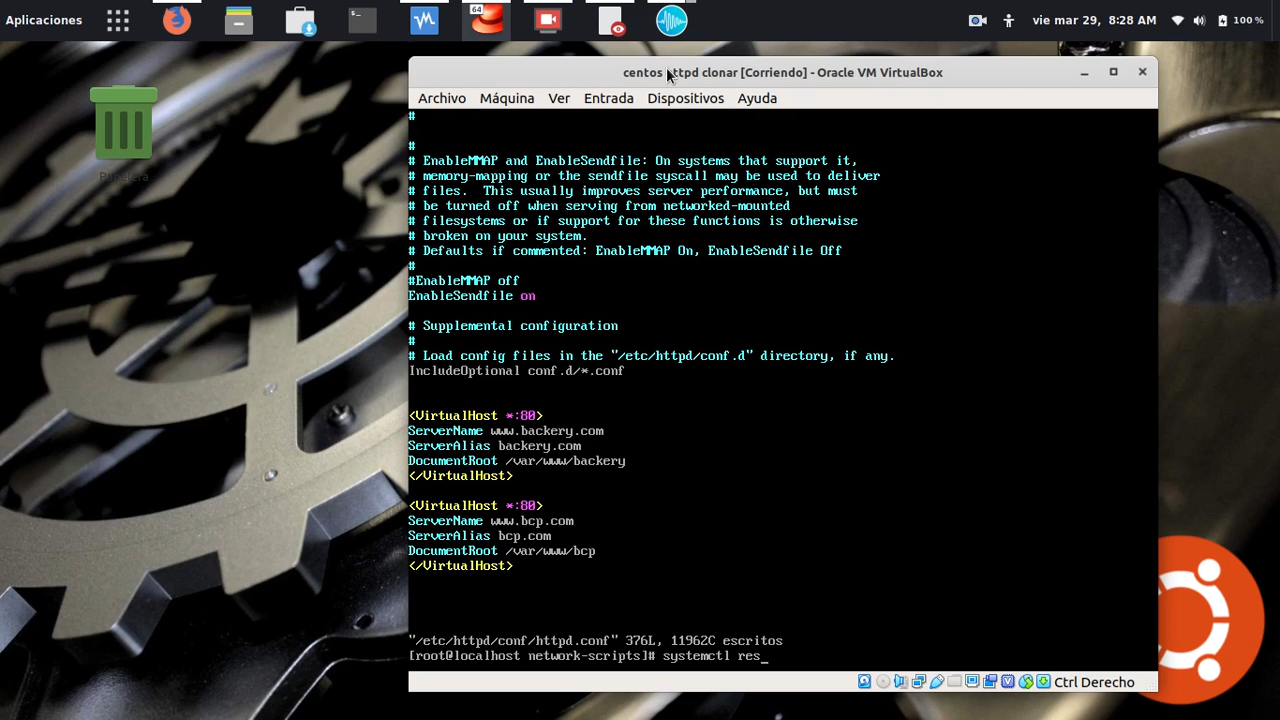 Aplicaciones
64
vie mar 29, 8:28 AM
100 %
Papelera
centos httpd clonar [Corriendo] - Oracle VM VirtualBox
Archivo Máquina Ver Entrada Dispositivos Ayuda
#
#
# EnableMMAP and EnableSendfile: On systems that support it,
# memory-mapping or the sendfile syscall may be used to deliver
# files.  This usually improves server performance, but must
# be turned off when serving from networked-mounted
# filesystems or if support for these functions is otherwise
# broken on your system.
# Defaults if commented: EnableMMAP On, EnableSendfile Off
#
#EnableMMAP off
EnableSendfile on
# Supplemental configuration
#
# Load config files in the "/etc/httpd/conf.d" directory, if any.
IncludeOptional conf.d/*.conf
<VirtualHost *:80>
ServerName www.backery.com
ServerAlias backery.com
DocumentRoot /var/www/backery
</VirtualHost>
<VirtualHost *:80>
ServerName www.bcp.com
ServerAlias bcp.com
DocumentRoot /var/www/bcp
</VirtualHost>
"/etc/httpd/conf/httpd.conf" 376L, 11962C escritos
[root@localhost network-scripts]# systemctl res_
Ctrl Derecho